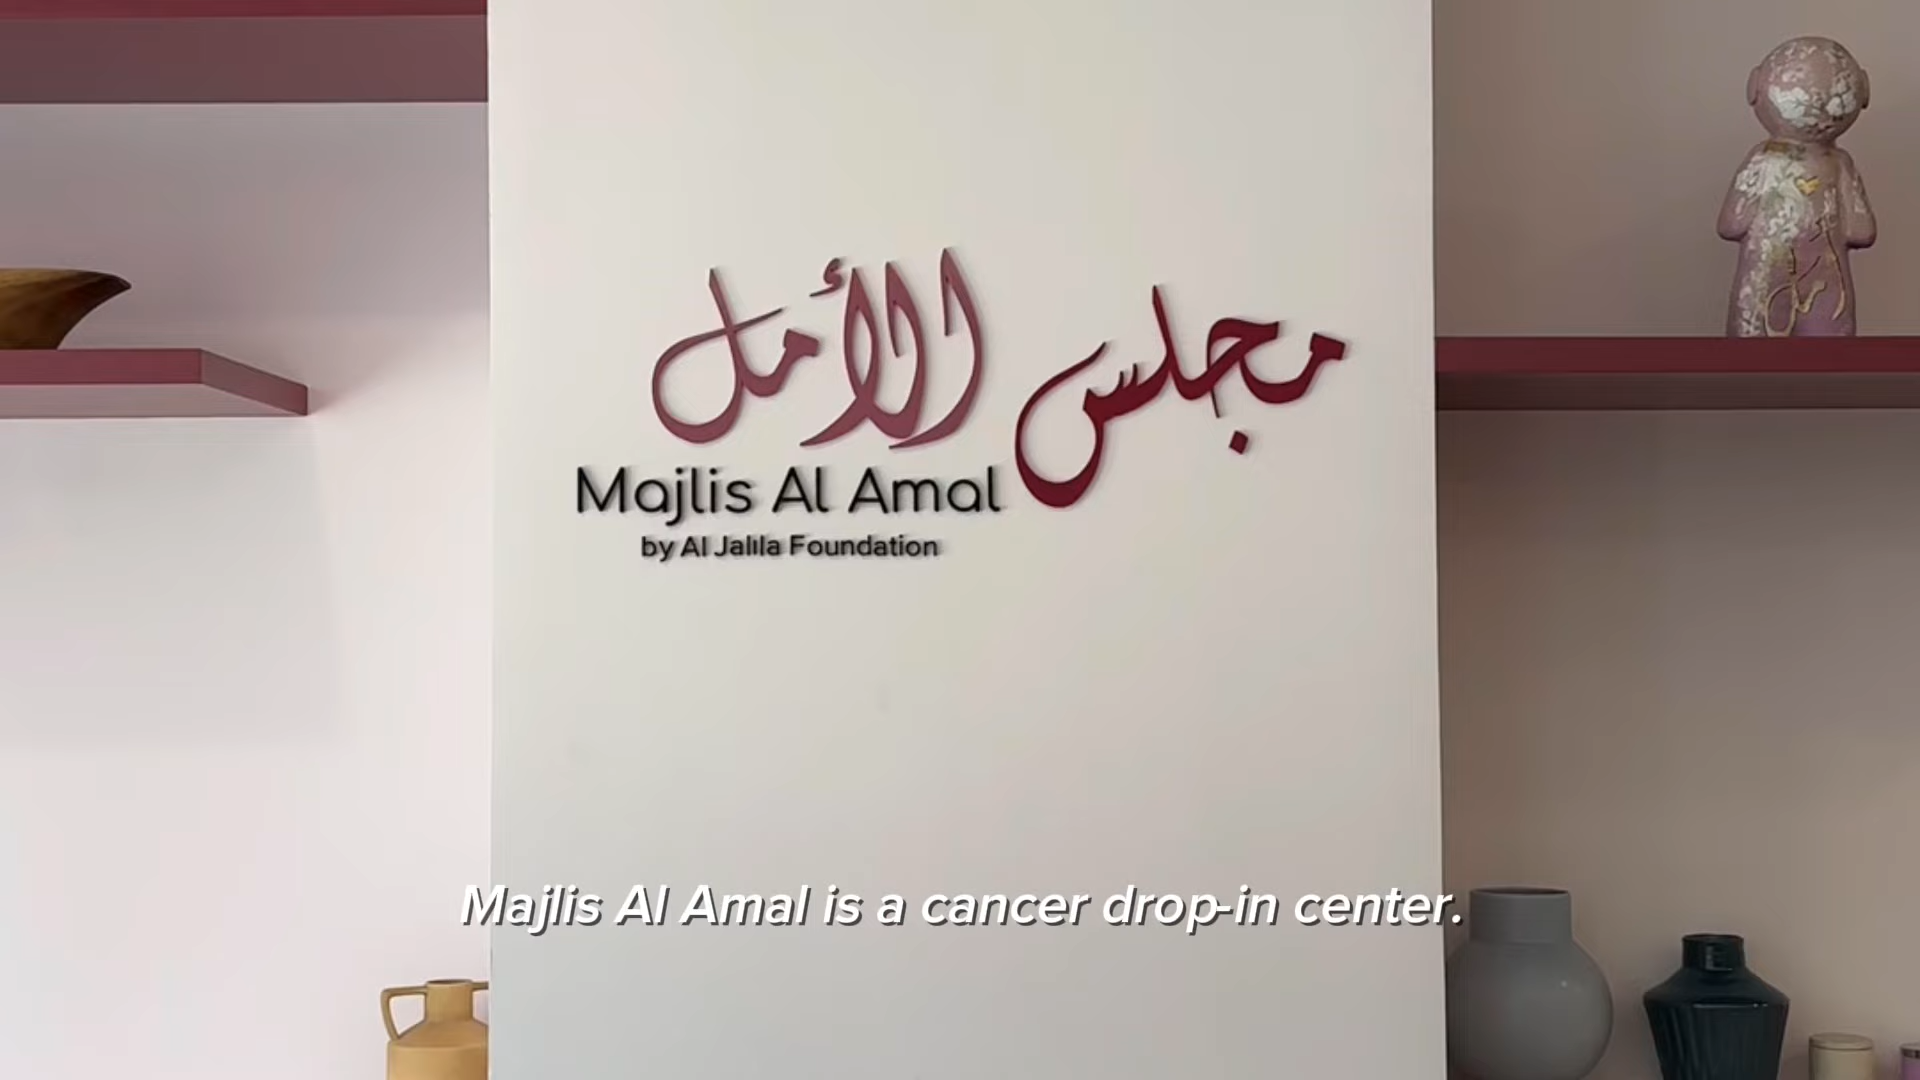 مجلس الأمل
Majlis Al Amal
by Al Jalila Foundation
Majlis Al Amal is a cancer drop-in center.